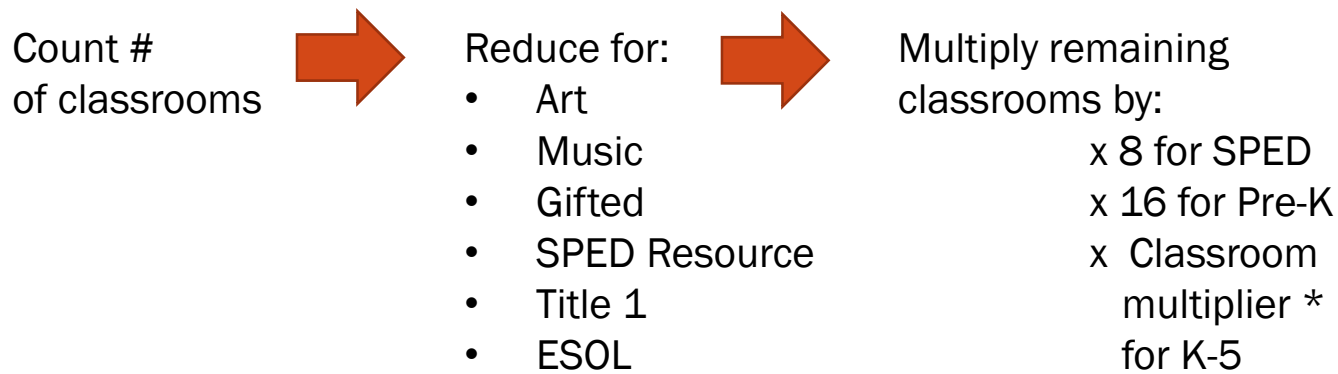 Count #
of classrooms
Reduce for:
• Art
• Music
• Gifted
• SPED Resource
• Title 1
• ESOL
Multiply remaining
classrooms by:
x 8 for SPED
x 16 for Pre-K
x Classroom
multiplier *
for K-5